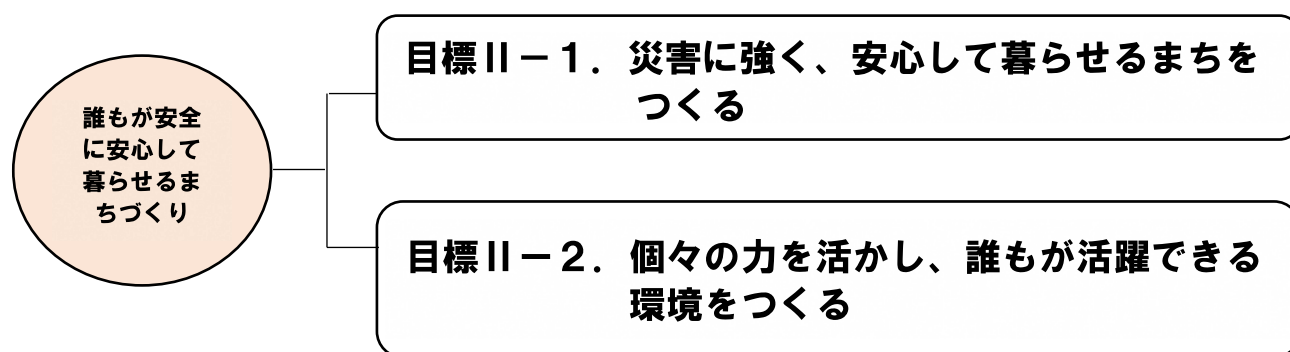 誰もが安全
に安心して
暮らせるま
ちづくり
目標Ⅱ－１．災害に強く、安心して暮らせるまちを
つくる
目標Ⅱ－２．個々の力を活かし、誰もが活躍できる
環境をつくる